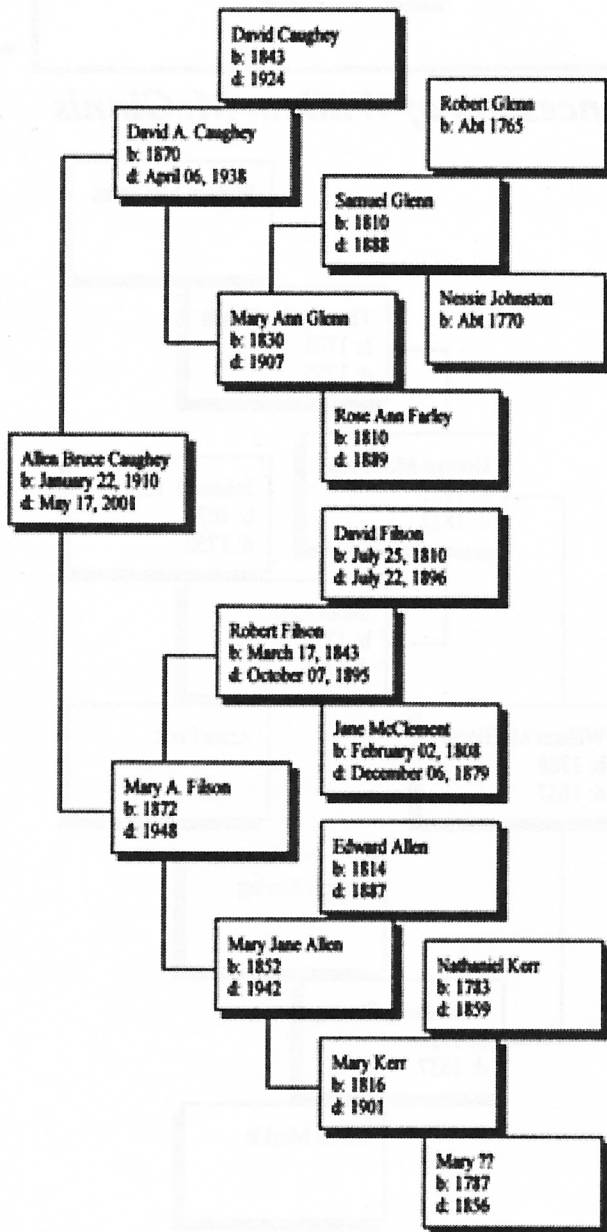 David Caughey
b: 1843
d: 1924
Robert Glenn
b: Abt 1765
David A. Caughey
b: 1870
d: April 06, 1938
Samuel Glenn
b: 1810
d: 1888
Nessie Johnston
b: Abt 1770
Mary Ann Glenn
b: 1830
d: 1907
Rose Ann Farley
b: 1810
d: 1889
Allen Bruce Caughey
b: January 22, 1910
d: May 17, 2001
David Filson
b: July 25, 1810
d: July 22, 1896
Robert Filson
b: March 17, 1843
d: October 07, 1895
Jane McClement
b: February 02, 1808
d: December 06, 1879
Mary A. Filson
b: 1872
d: 1948
Edward Allen
b: 1814
d: 1887
Mary Jane Allen
b: 1852
d: 1942
Nathaniel Kerr
b: 1783
d: 1859
Mary Kerr
b: 1816
d: 1901
Mary ??
b: 1787
d: 1856